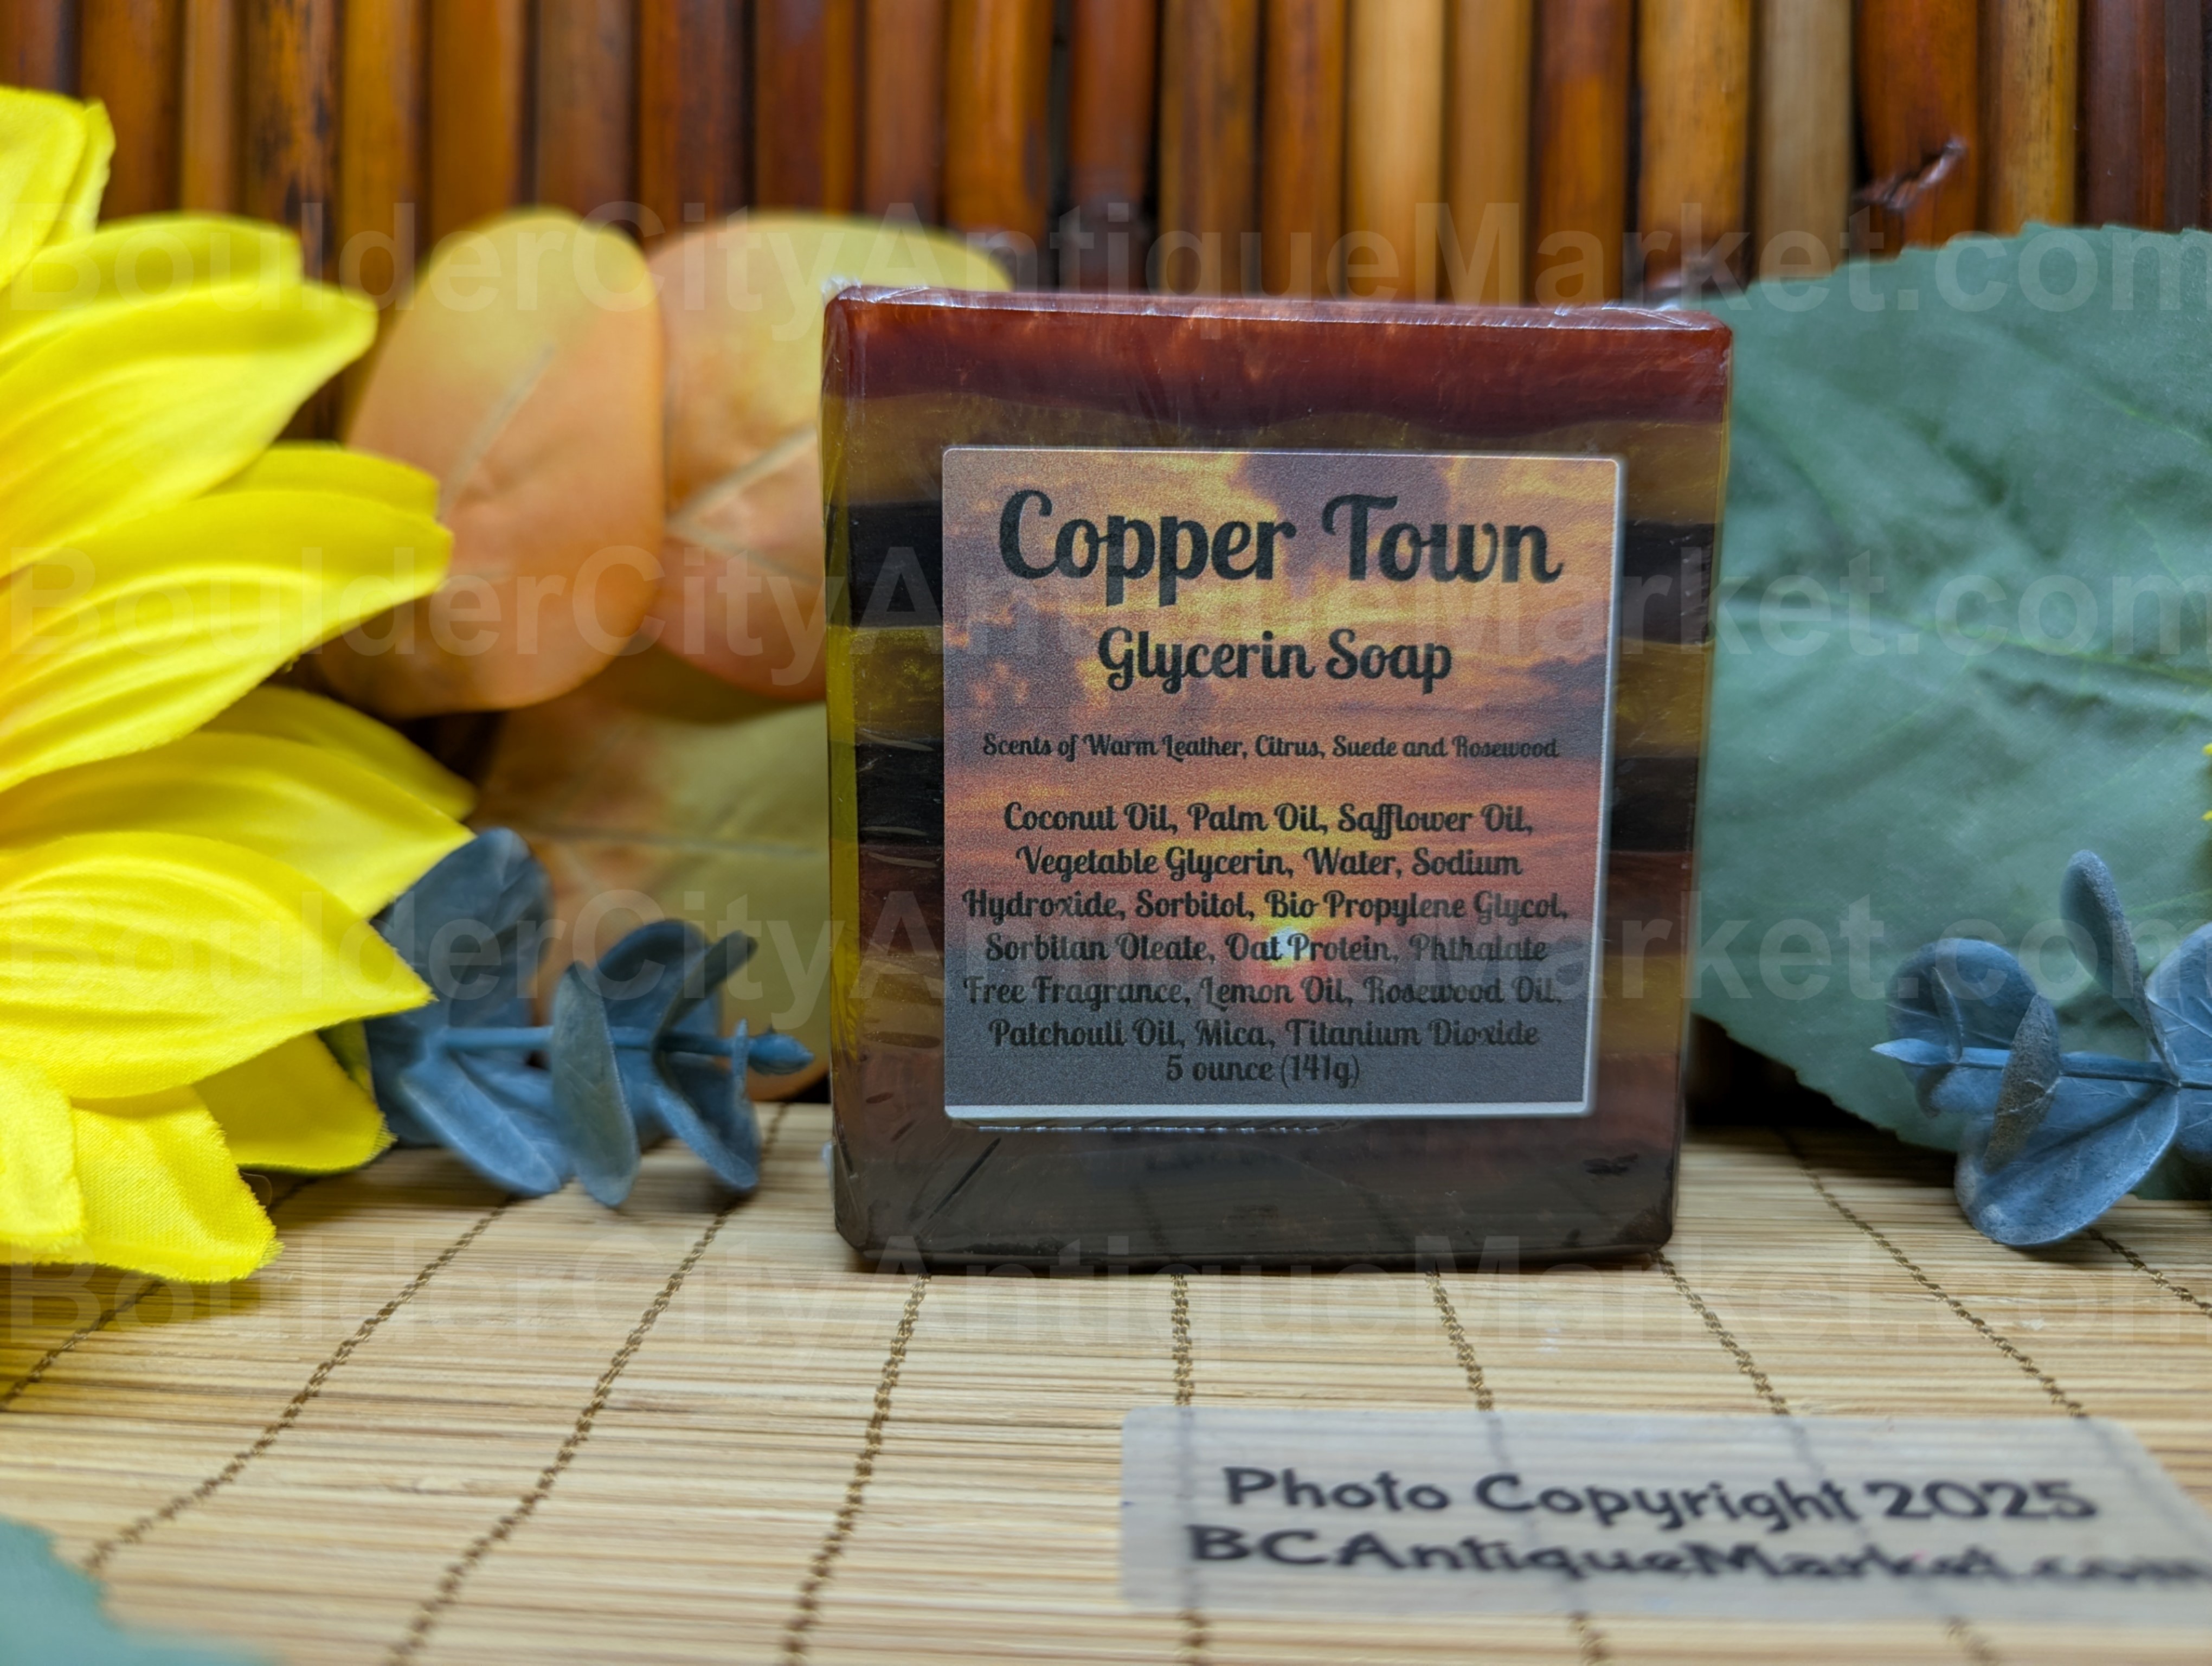 BoulderCityAntiqueMarket.com
Copper Town
Glycerin Soap
BoulderCityAntiqueMarket.com
Scents of Warm Leather, Citrus, Suede and Rosewood
Coconut Oil, Palm Oil, Safflower Oil,
Vegetable Glycerin, Water, Sodium
Hydroxide, Sorbitol, Bio Propylene Glycol,
Sorbitan Oleate, Oat Protein, Phthalate
BoulderCityAntiqueMarket.com
Free Fragrance, Lemon Oil, Rosewood Oil,
Patchouli Oil, Mica, Titanium Dioxide
5 ounce (141g)
BoulderCityAntiqueMarket.com
Photo Copyright 2025
BCAntiqueMarket.com